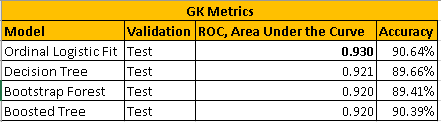 GK Metrics
Model Validation ROC, Area Under the Curve Accuracy
Ordinal Logistic Fit Test 0.930 90.64%
Decision Tree Test 0.921 89.66%
Bootstrap Forest Test 0.920 89.41%
Boosted Tree Test 0.920 90.39%